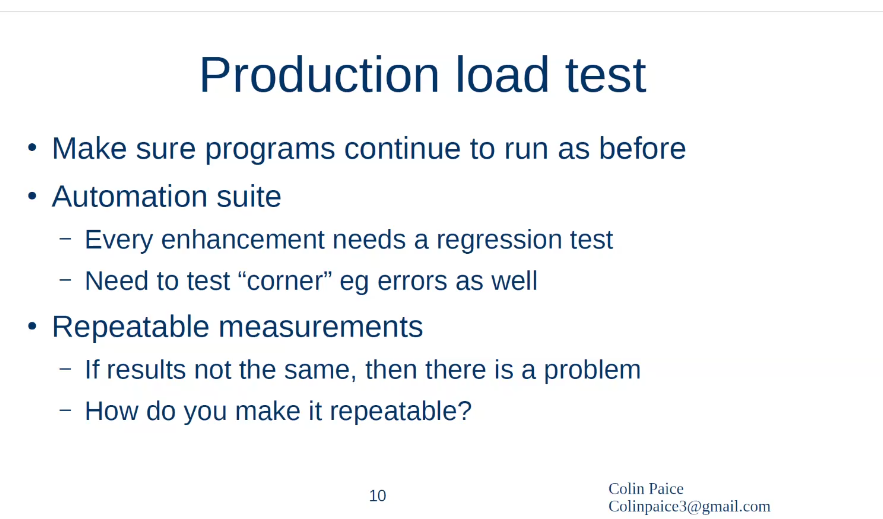 Production load test
• Make sure programs continue to run as before
• Automation suite
– Every enhancement needs a regression test
– Need to test “corner” eg errors as well
• Repeatable measurements
– If results not the same, then there is a problem
– How do you make it repeatable?
10
Colin Paice
Colinpaice3@gmail.com